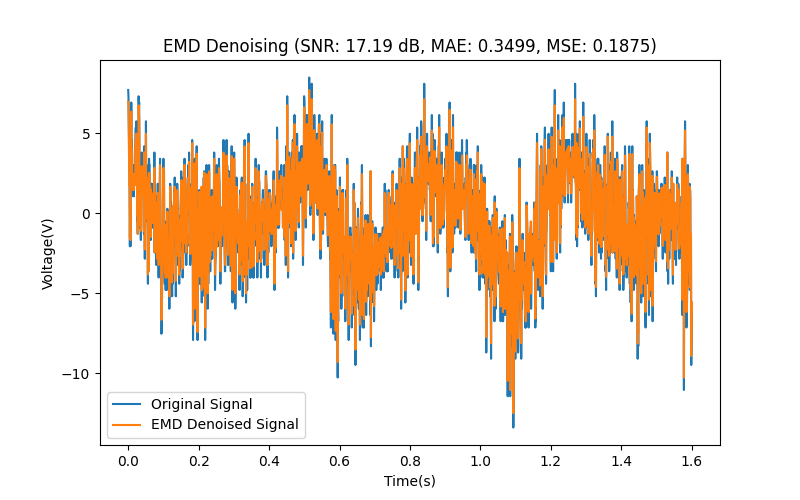 EMD Denoising (SNR: 17.19 dB, MAE: 0.3499, MSE: 0.1875)
Voltage(V)
5
0
−5
−10
Original Signal
EMD Denoised Signal
0.0 0.2 0.4 0.6 0.8 1.0 1.2 1.4 1.6
Time(s)